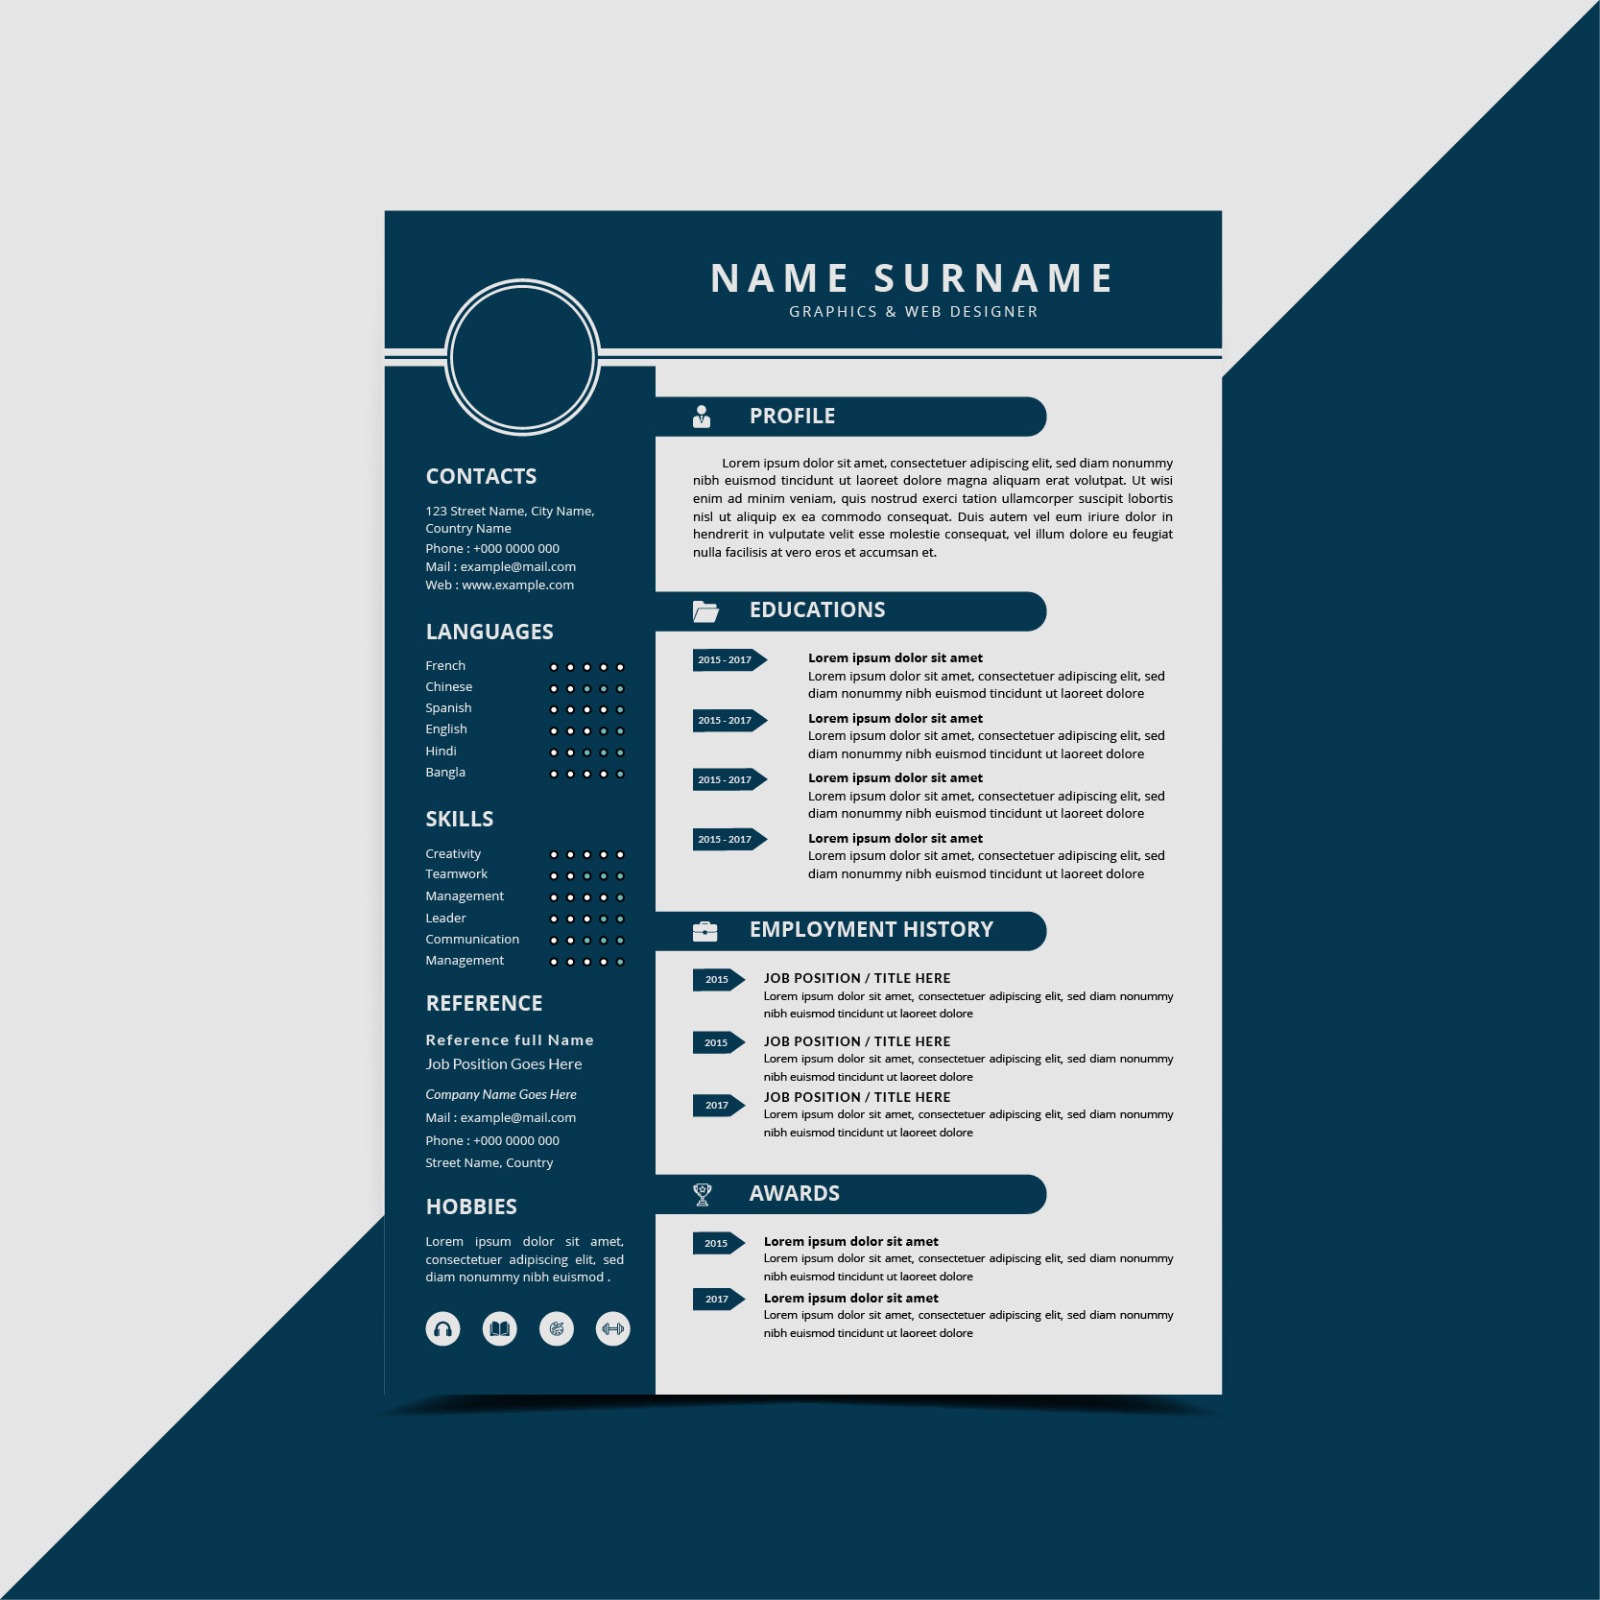 NAME SURNAME
GRAPHICS & WEB DESIGNER
CONTACTS
123 Street Name, City Name,
Country Name
Phone : +000 0000 000
Mail : example@mail.com
Web : www.example.com
LANGUAGES
French
Chinese
Spanish
English
Hindi
Bangla
SKILLS
Creativity
Teamwork
Management
Leader
Communication
Management
REFERENCE
Reference full Name
Job Position Goes Here
Company Name Goes Here
Mail : example@mail.com
Phone : +000 0000 000
Street Name, Country
HOBBIES
Lorem ipsum dolor sit amet,
consectetuer adipiscing elit, sed
diam nonummy nibh euismod .
PROFILE
Lorem ipsum dolor sit amet, consectetuer adipiscing elit, sed diam nonummy
nibh euismod tincidunt ut laoreet dolore magna aliquam erat volutpat. Ut wisi
enim ad minim veniam, quis nostrud exerci tation ullamcorper suscipit lobortis
nisl ut aliquip ex ea commodo consequat. Duis autem vel eum iriure dolor in
hendrerit in vulputate velit esse molestie consequat, vel illum dolore eu feugiat
nulla facilisis at vero eros et accumsan et.
EDUCATIONS
2015 - 2017
Lorem ipsum dolor sit amet
Lorem ipsum dolor sit amet, consectetuer adipiscing elit, sed
diam nonummy nibh euismod tincidunt ut laoreet dolore
2015 - 2017
Lorem ipsum dolor sit amet
Lorem ipsum dolor sit amet, consectetuer adipiscing elit, sed
diam nonummy nibh euismod tincidunt ut laoreet dolore
2015 - 2017
Lorem ipsum dolor sit amet
Lorem ipsum dolor sit amet, consectetuer adipiscing elit, sed
diam nonummy nibh euismod tincidunt ut laoreet dolore
2015 - 2017
Lorem ipsum dolor sit amet
Lorem ipsum dolor sit amet, consectetuer adipiscing elit, sed
diam nonummy nibh euismod tincidunt ut laoreet dolore
EMPLOYMENT HISTORY
2015
JOB POSITION / TITLE HERE
Lorem ipsum dolor sit amet, consectetuer adipiscing elit, sed diam nonummy
nibh euismod tincidunt ut laoreet dolore
2015
JOB POSITION / TITLE HERE
Lorem ipsum dolor sit amet, consectetuer adipiscing elit, sed diam nonummy
nibh euismod tincidunt ut laoreet dolore
2017
JOB POSITION / TITLE HERE
Lorem ipsum dolor sit amet, consectetuer adipiscing elit, sed diam nonummy
nibh euismod tincidunt ut laoreet dolore
AWARDS
2015
Lorem ipsum dolor sit amet
Lorem ipsum dolor sit amet, consectetuer adipiscing elit, sed diam nonummy
nibh euismod tincidunt ut laoreet dolore
2017
Lorem ipsum dolor sit amet
Lorem ipsum dolor sit amet, consectetuer adipiscing elit, sed diam nonummy
nibh euismod tincidunt ut laoreet dolore